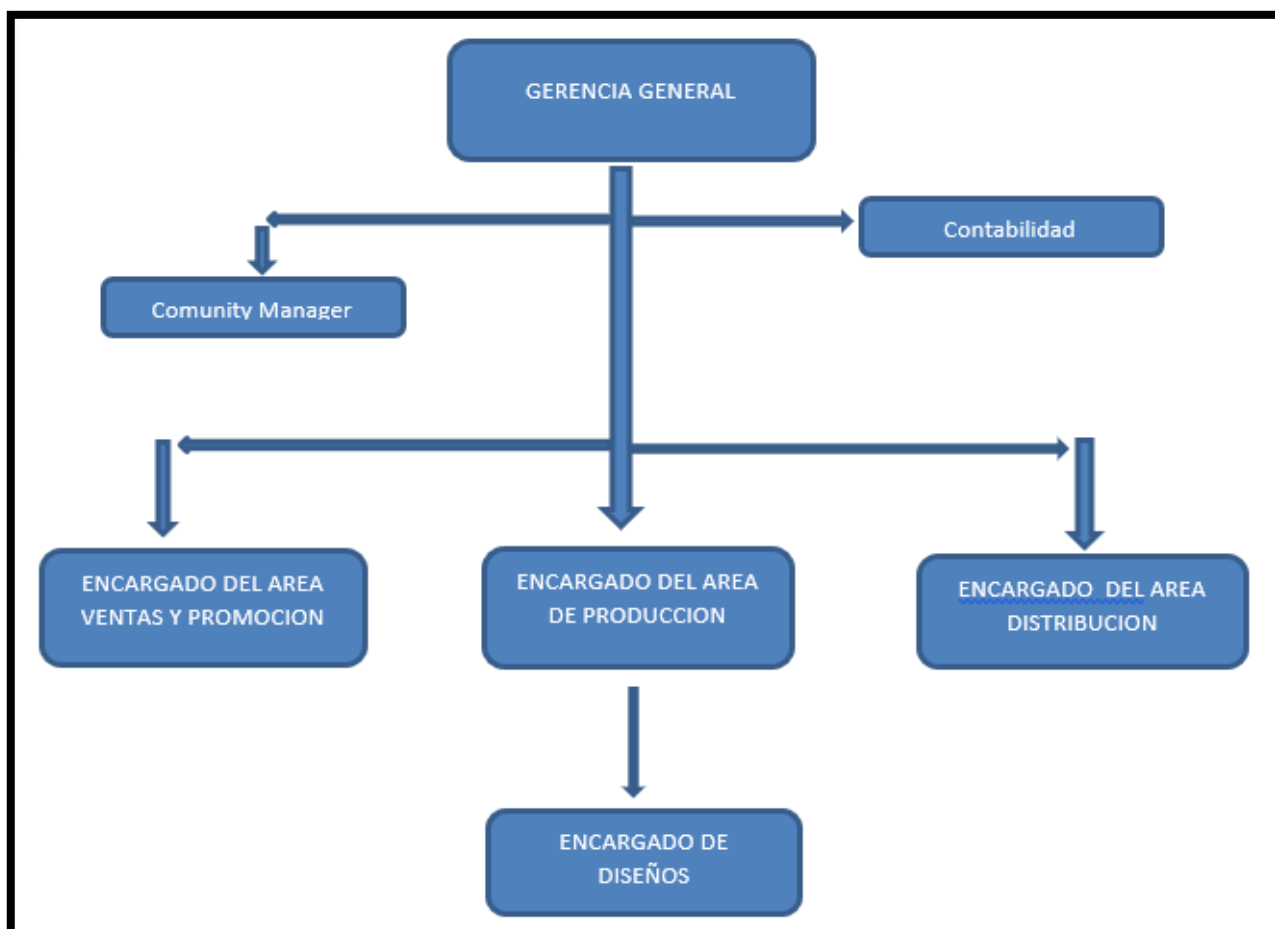 GERENCIA GENERAL
Contabilidad
Comunity Manager
ENCARGADO DEL AREA
VENTAS Y PROMOCION
ENCARGADO DEL AREA
DE PRODUCCION
ENCARGADO DEL AREA
DISTRIBUCION
ENCARGADO DE
DISEÑOS